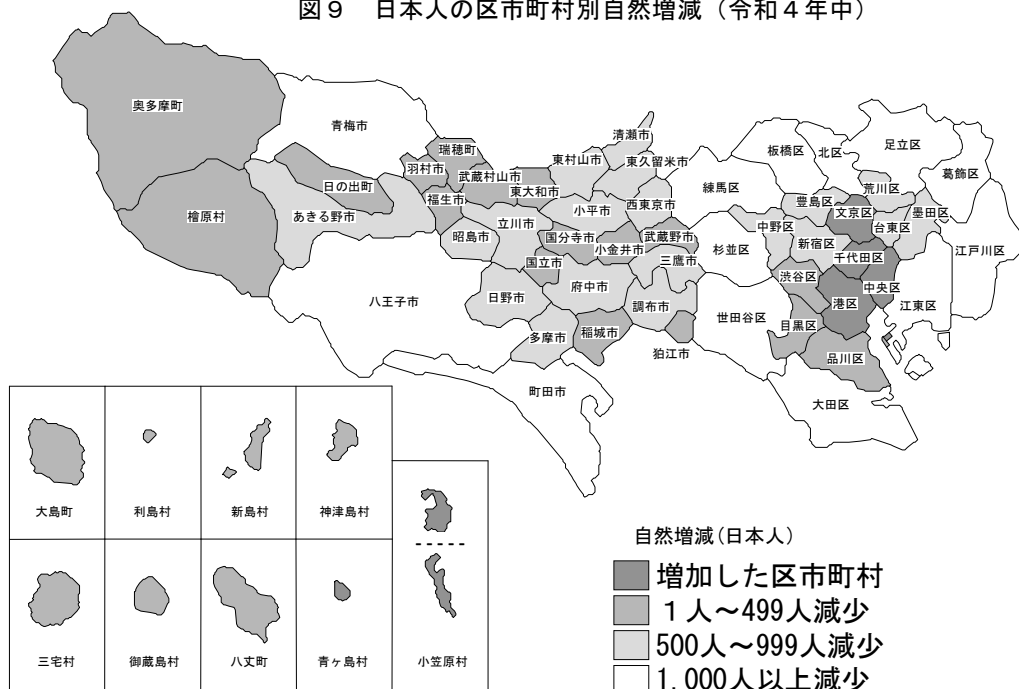 図９　日本人の区市町村別自然増減（令和４年中）
奥多摩町
青梅市
檜原村
日の出町
あきる野市
羽村市
瑞穂町
福生市
武蔵村山市
東大和市
東村山市
清瀬市
東久留米市
西東京市
小平市
立川市
昭島市
国分寺市
小金井市
武蔵野市
三鷹市
国立市
府中市
調布市
日野市
多摩市
稲城市
狛江市
八王子市
町田市
練馬区
板橋区
北区
足立区
葛飾区
荒川区
豊島区
文京区
台東区
墨田区
江戸川区
中野区
新宿区
千代田区
杉並区
渋谷区
中央区
港区
江東区
世田谷区
目黒区
品川区
大田区
大島町
利島村
新島村
神津島村
三宅村
御蔵島村
八丈町
青ヶ島村
小笠原村
自然増減(日本人)
増加した区市町村
１人～499人減少
500人～999人減少
1,000人以上減少